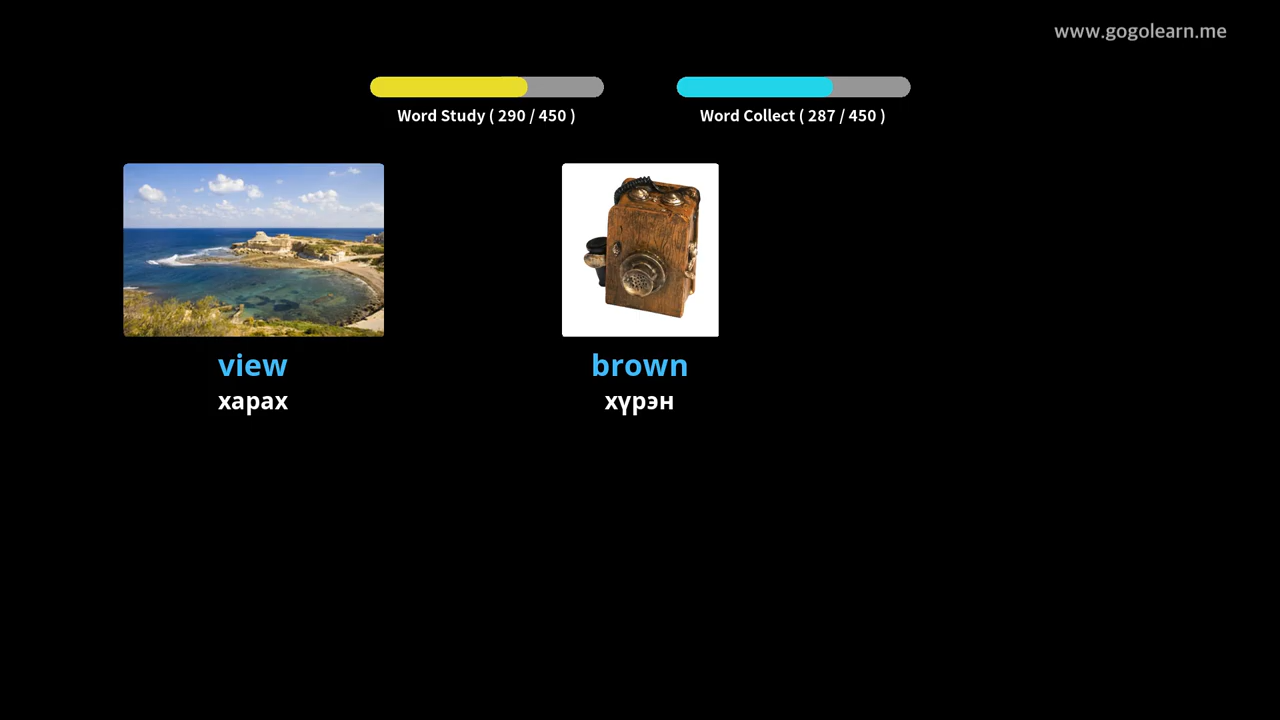 www.gogolearn.me
Word Study ( 290 / 450 )
Word Collect ( 287 / 450 )
view
харах
brown
хүрэн